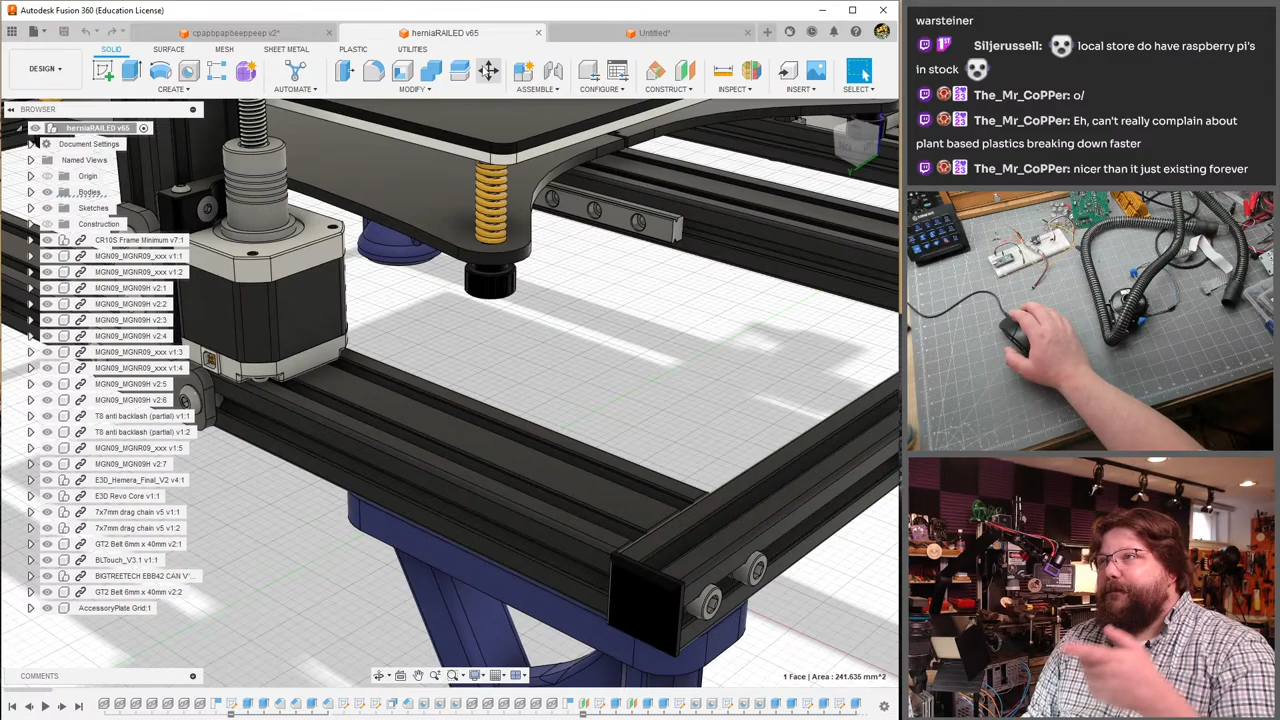 Autodesk Fusion 360 (Education License)
cpapbpapbeeppeep v2*
herniaRAILED v65
Untitled*
DESIGN
SOLID
SURFACE
MESH
SHEET METAL
PLASTIC
UTILITIES
CREATE
AUTOMATE
MODIFY
ASSEMBLE
CONFIGURE
CONSTRUCT
INSPECT
INSERT
SELECT
BROWSER
herniaRAILED v65
Document Settings
Named Views
Origin
Bodies
Sketches
Construction
CR10S Frame Minimum v7:1
MGN09_MGNR09_xxx v1:1
MGN09_MGNR09_xxx v1:2
MGN09_MGN09H v2:1
MGN09_MGN09H v2:2
MGN09_MGN09H v2:3
MGN09_MGN09H v2:4
MGN09_MGNR09_xxx v1:3
MGN09_MGNR09_xxx v1:4
MGN09_MGN09H v2:5
MGN09_MGN09H v2:6
T8 anti backlash (partial) v1:1
T8 anti backlash (partial) v1:2
MGN09_MGNR09_xxx v1:5
MGN09_MGN09H v2:7
E3D_Hemera_Final_V2 v4:1
E3D Revo Core v1:1
7x7mm drag chain v5 v1:1
7x7mm drag chain v5 v1:2
GT2 Belt 6mm x 40mm v2:1
BLTouch_V3.1 v1:1
BIGTREETECH EBB42 CAN V'...
GT2 Belt 6mm x 40mm v2:2
AccessoryPlate Grid:1
Y
COMMENTS
1 Face | Area : 241.635 mm^2
warsteiner
Siljerussell: local store do have raspberry pi's
in stock
The_Mr_CoPPer: o/
The_Mr_CoPPer: Eh, can't really complain about
plant based plastics breaking down faster
The_Mr_CoPPer: nicer than it just existing forever